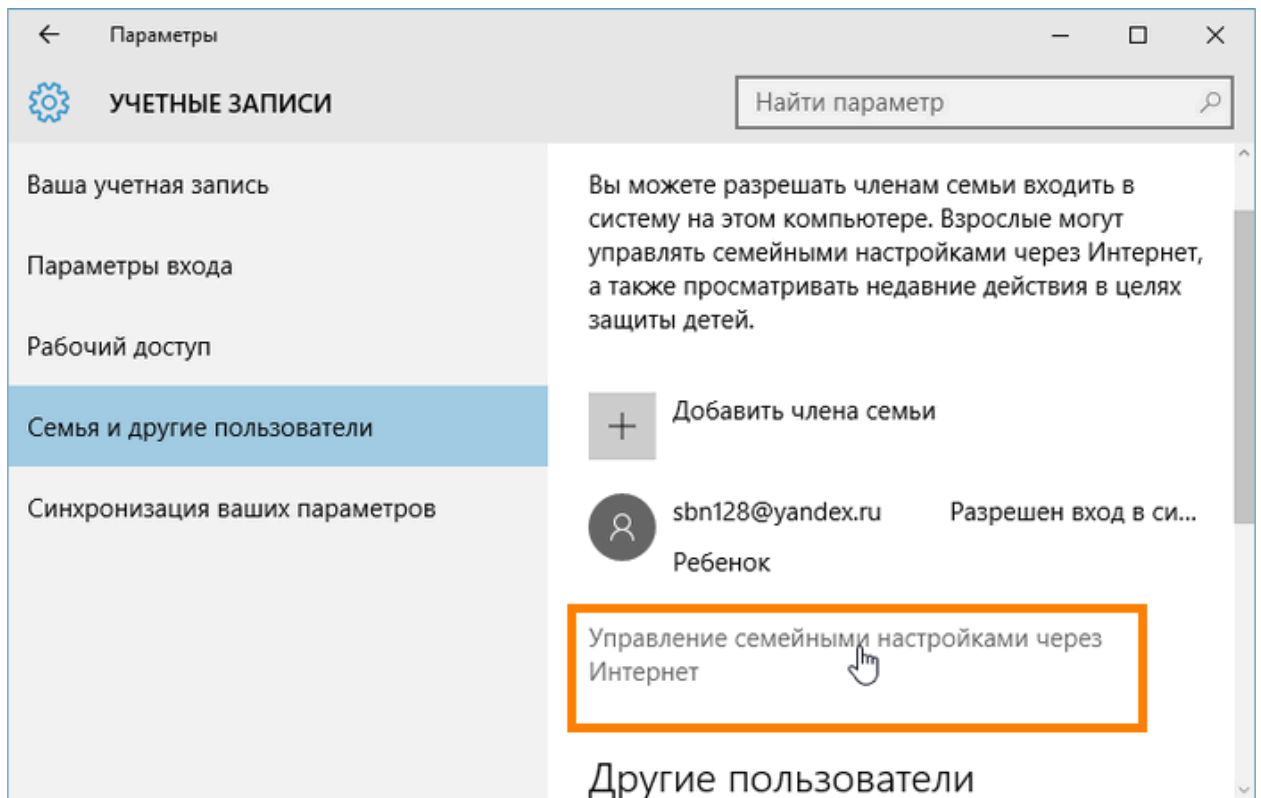 Параметры
УЧЕТНЫЕ ЗАПИСИ
Найти параметр
Ваша учетная запись
Параметры входа
Рабочий доступ
Семья и другие пользователи
Синхронизация ваших параметров
Вы можете разрешать членам семьи входить в
систему на этом компьютере. Взрослые могут
управлять семейными настройками через Интернет,
а также просматривать недавние действия в целях
защиты детей.
Добавить члена семьи
sbn128@yandex.ru Разрешен вход в си...
Ребенок
Управление семейными настройками через
Интернет
Другие пользователи